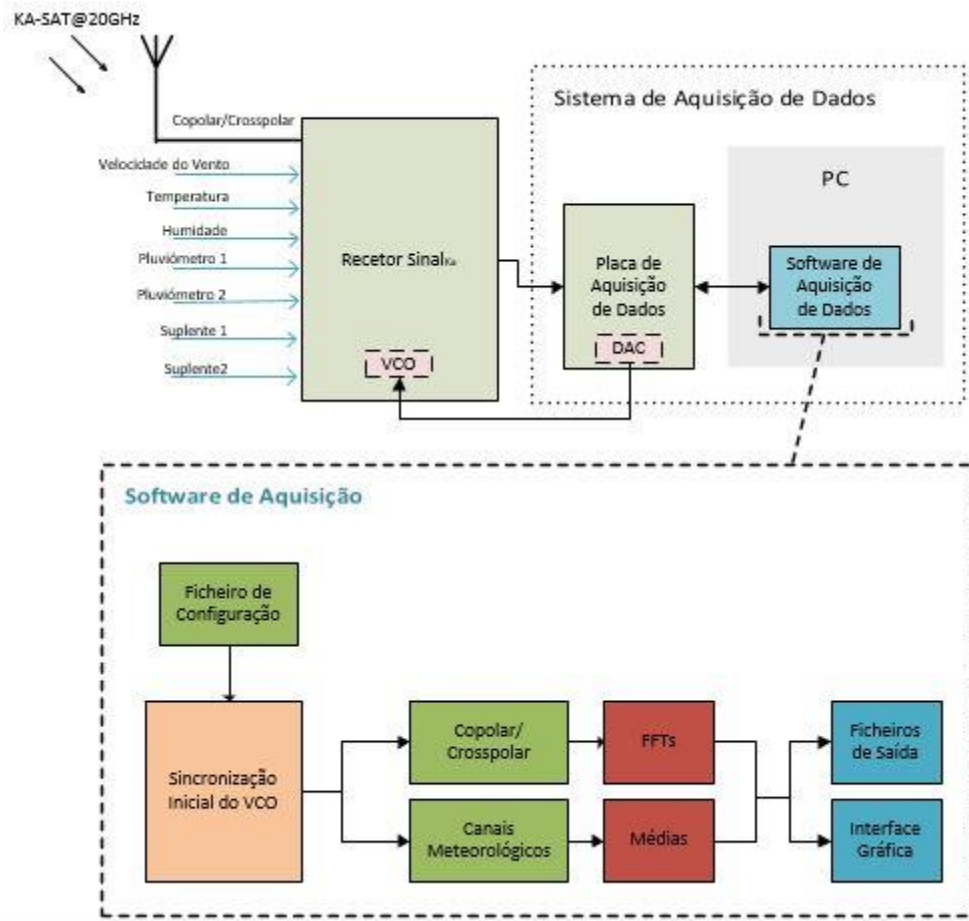 KA-SAT@20GHz
Copolar/Crosspolar
Velocidade do Vento
Temperatura
Humidade
Pluviómetro 1
Pluviómetro 2
Suplente 1
Suplente2
Recetor Sinalₖₐ
VCO
Sistema de Aquisição de Dados
PC
Placa de
Aquisição
de Dados
DAC
Software de
Aquisição
de Dados
Software de Aquisição
Ficheiro de
Configuração
Sincronização
Inicial do VCO
Copolar/
Crosspolar
FFTs
Ficheiros
de Saída
Canais
Meteorológicos
Médias
Interface
Gráfica